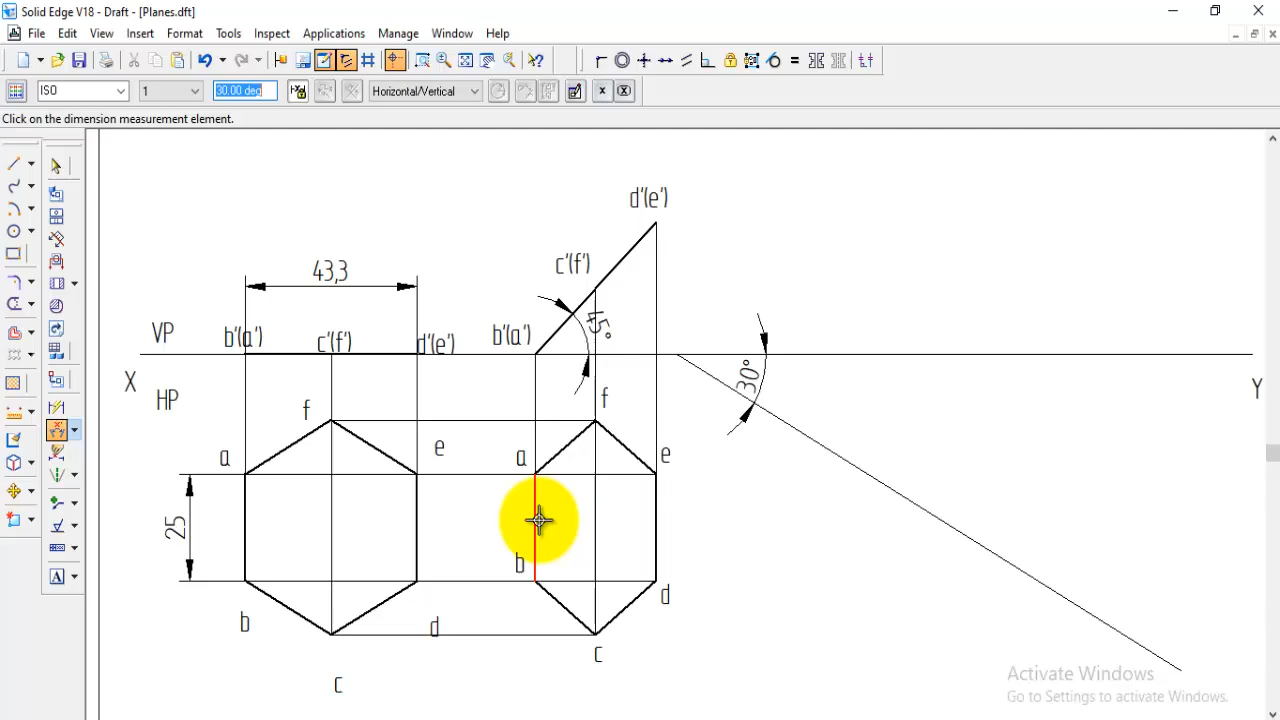 Solid Edge V18 - Draft - [Planes.dft]
File Edit View Insert Format Tools Inspect Applications Manage Window Help
ISO 1 30.00 deg Horizontal/Vertical
Click on the dimension measurement element.
d'(e')
c'(f')
43,3
45°
VP b'(a') c'(f') d'(e') b'(a')
X HP 30° Y
f f
a e a e
25
b d
b d c
c
Activate Windows
Go to Settings to activate Windows.